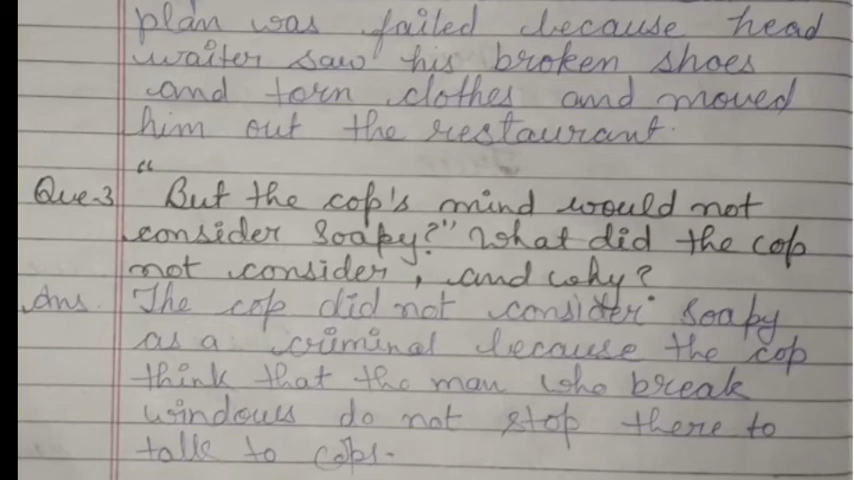 plan was failed because head
waiter saw his broken shoes
and torn clothes and moved
him out the restaurant.
Que-3 "But the cop's mind would not
consider Soapy?" What did the cop
not consider, and why?
Ans. The cop did not consider Soapy
as a criminal because the cop
think that the man who break
windows do not stop there to
talk to cops.